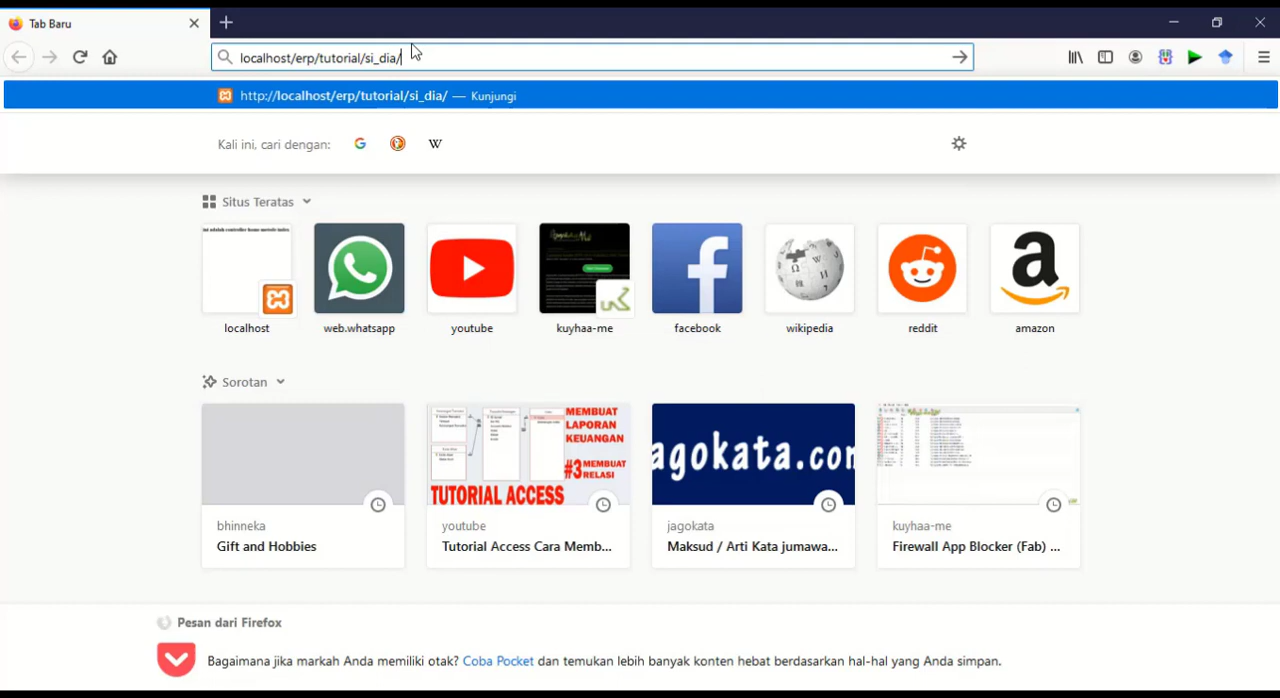 Tab Baru
localhost/erp/tutorial/si_dia/
http://localhost/erp/tutorial/si_dia/ — Kunjungi
Kali ini, cari dengan:
Situs Teratas
localhost
web.whatsapp
youtube
kuyhaa-me
facebook
wikipedia
reddit
amazon
Sorotan
MEMBUAT
LAPORAN
KEUANGAN
#3 MEMBUAT
RELASI
TUTORIAL ACCESS
agokata.com
bhinneka
Gift and Hobbies
youtube
Tutorial Access Cara Memb...
jagokata
Maksud / Arti Kata jumawa...
kuyhaa-me
Firewall App Blocker (Fab) ...
Pesan dari Firefox
Bagaimana jika markah Anda memiliki otak? Coba Pocket dan temukan lebih banyak konten hebat berdasarkan hal-hal yang Anda simpan.